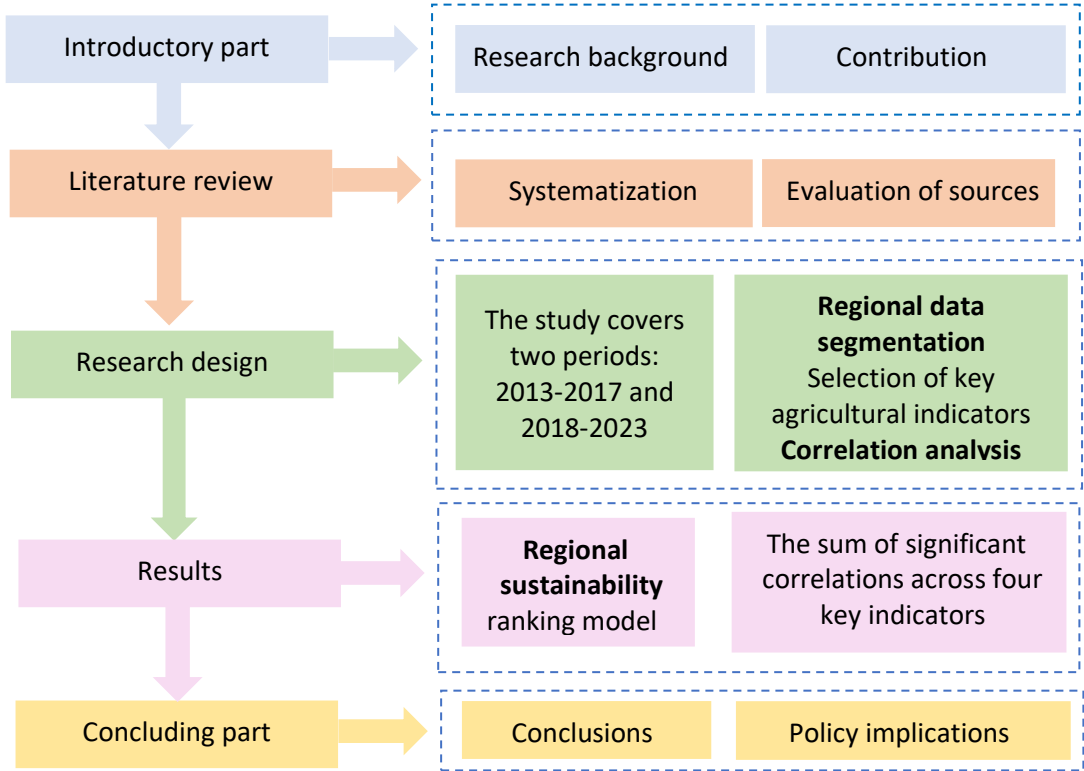 Introductory part
Research background
Contribution
Literature review
Systematization
Evaluation of sources
Research design
The study covers
two periods:
2013-2017 and
2018-2023
Regional data
segmentation
Selection of key
agricultural indicators
Correlation analysis
Results
Regional
sustainability
ranking model
The sum of significant
correlations across four
key indicators
Concluding part
Conclusions
Policy implications